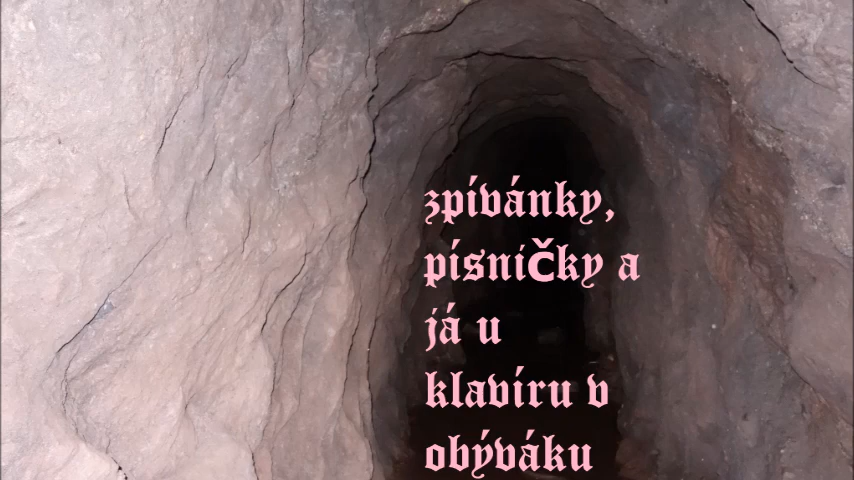 zpívánky,
písničky a
já u
klavíru v
obýváku